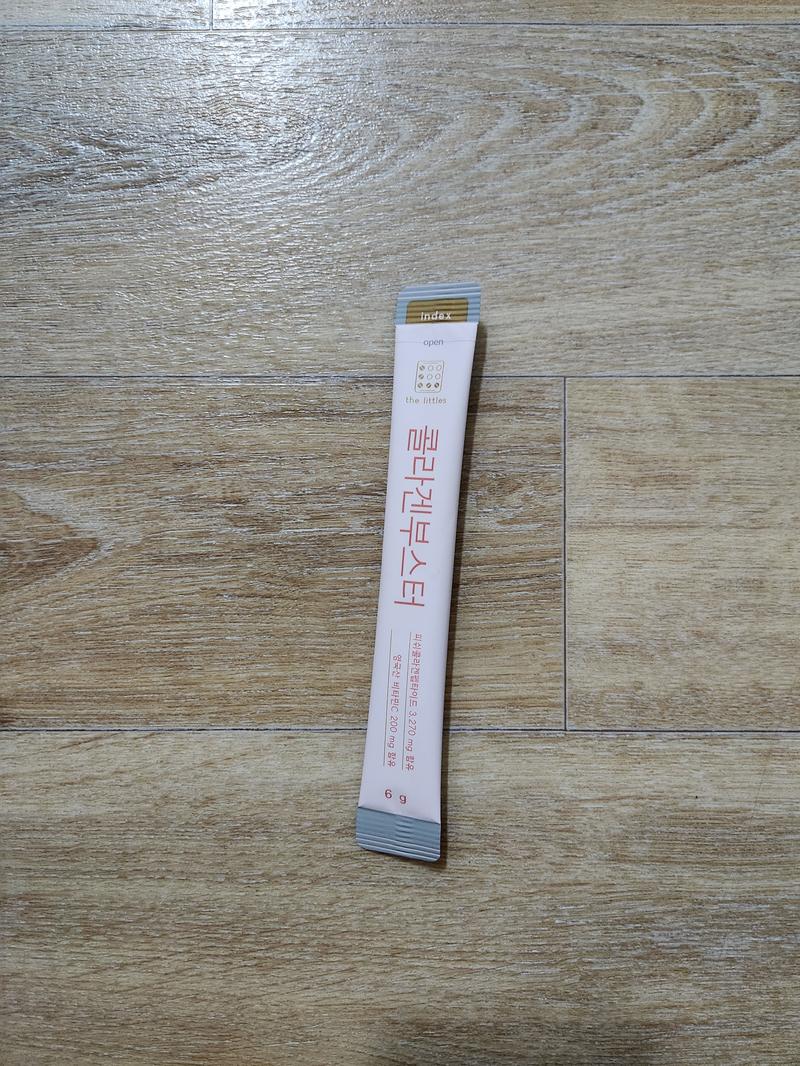 index
open
the littles
콜라겐부스터
피쉬콜라겐펩타이드 3,270 mg 함유
영국산 비타민C 200 mg 함유
6 g